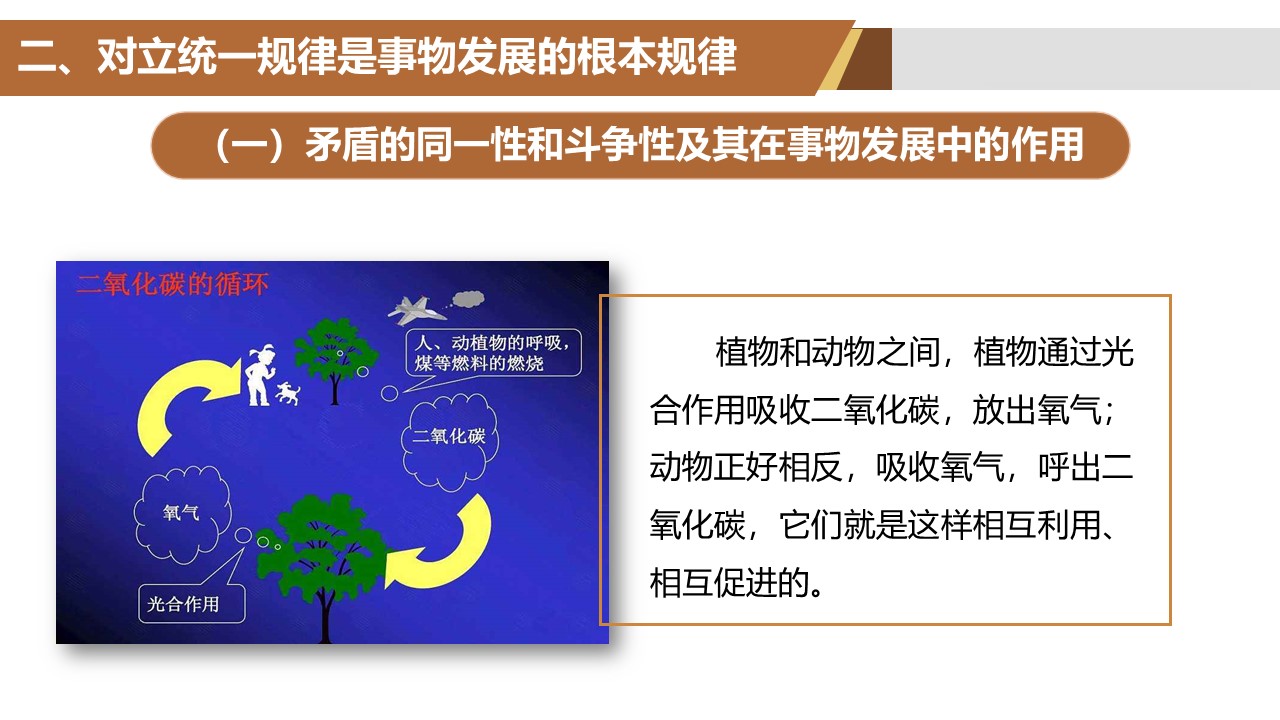 二、对立统一规律是事物发展的根本规律
（一）矛盾的同一性和斗争性及其在事物发展中的作用
二氧化碳的循环
人、动植物的呼吸，
煤等燃料的燃烧
二氧化碳
氧气
光合作用
植物和动物之间，植物通过光
合作用吸收二氧化碳，放出氧气；
动物正好相反，吸收氧气，呼出二
氧化碳，它们就是这样相互利用、
相互促进的。